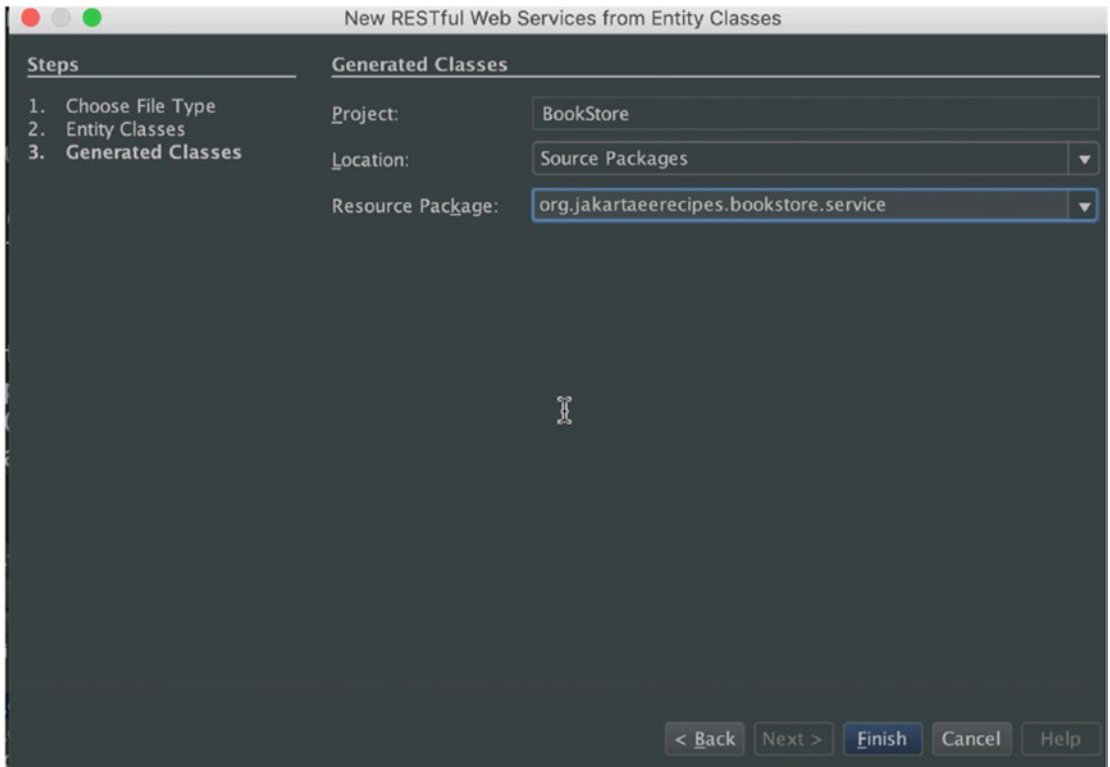 New RESTful Web Services from Entity Classes
Steps
1. Choose File Type
2. Entity Classes
3. Generated Classes
Generated Classes
Project: BookStore
Location: Source Packages
Resource Package: org.jakartaeerecipes.bookstore.service
< Back Next > Finish Cancel Help